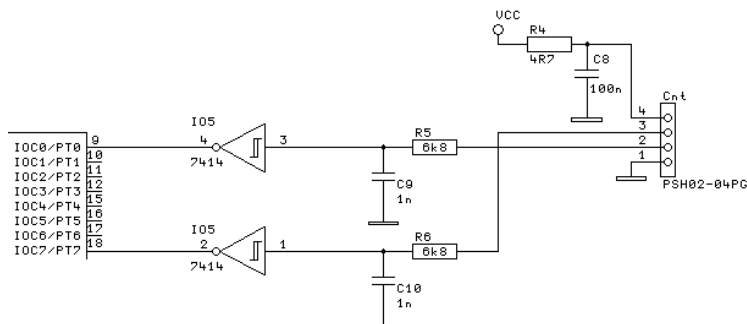 VCC
R4
4R7
C8
100n
Cnt
4
3
2
1
PSH02-04PG
IO5
4
3
7414
R5
6k8
C9
1n
IOC0/PT0 9
IOC1/PT1 10
IOC2/PT2 11
IOC3/PT3 12
IOC4/PT4 15
IOC5/PT5 16
IOC6/PT6 17
IOC7/PT7 18
IO5
2
1
7414
R6
6k8
C10
1n